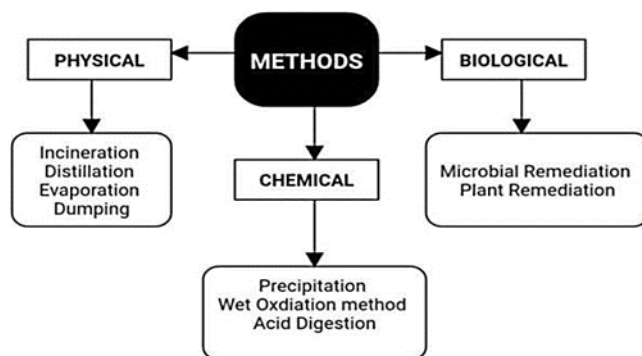 METHODS
PHYSICAL
Incineration
Distillation
Evaporation
Dumping
CHEMICAL
Precipitation
Wet Oxdiation method
Acid Digestion
BIOLOGICAL
Microbial Remediation
Plant Remediation